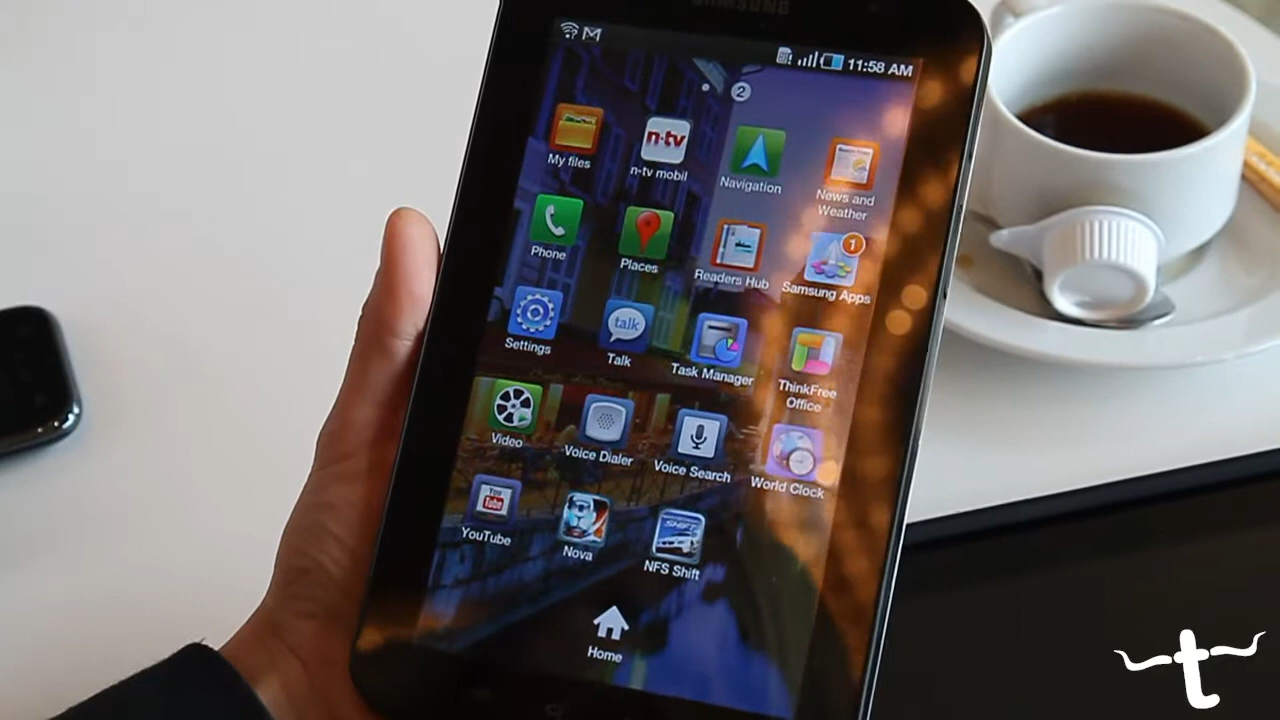 SAMSUNG
11:58 AM
2
My files
n-tv
n-tv mobil
Navigation
News and
Weather
Phone
Places
Readers Hub
1
Samsung Apps
Settings
talk
Talk
Task Manager
ThinkFree
Office
Video
Voice Dialer
Voice Search
World Clock
You
Tube
YouTube
Nova
SHIFT
NFS Shift
Home
t